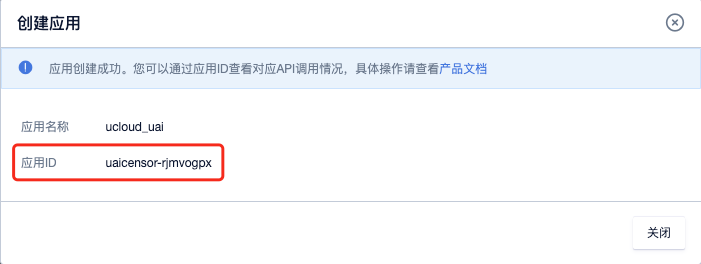 创建应用
应用创建成功。您可以通过应用ID查看对应API调用情况，具体操作请查看产品文档
应用名称 ucloud_uai
应用ID uaicensor-rjmvogpx
关闭